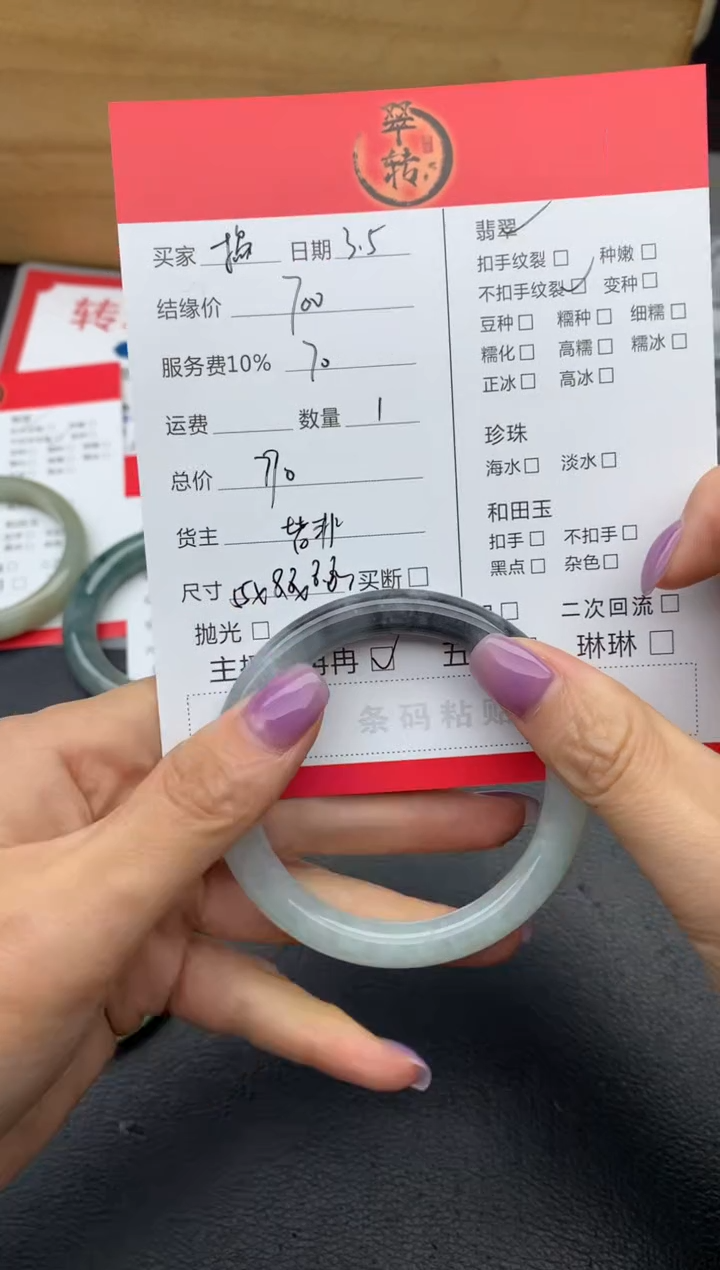 翠转
买家 日期 3.5
结缘价 700
服务费10% 70
运费 数量 1
总价 770
货主
尺寸 买断□
抛光□
冉 ☑ 五
条码粘贴
翡翠✓
扣手纹裂□ 种嫩□
不扣手纹裂☑ 变种□
豆种□ 糯种□ 细糯□
糯化□ 高糯□ 糯冰□
正冰□ 高冰□
珍珠
海水□ 淡水□
和田玉
扣手□ 不扣手□
黑点□ 杂色□
□ 二次回流□
琳琳□
转